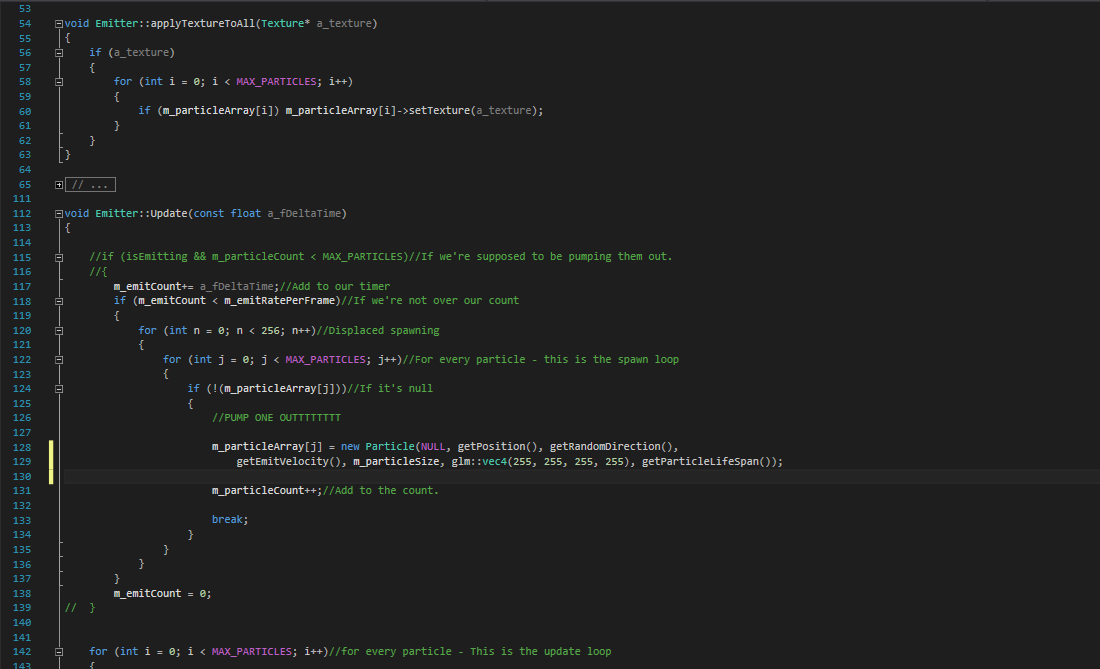 53
54 void Emitter::applyTextureToAll(Texture* a_texture)
55 {
56 if (a_texture)
57 {
58 for (int i = 0; i < MAX_PARTICLES; i++)
59 {
60 if (m_particleArray[i]) m_particleArray[i]->setTexture(a_texture);
61 }
62 }
63 }
64
65 // ...
111
112 void Emitter::Update(const float a_fDeltaTime)
113 {
114
115 //if (isEmitting && m_particleCount < MAX_PARTICLES)//If we're supposed to be pumping them out.
116 //{
117 m_emitCount+= a_fDeltaTime;//Add to our timer
118 if (m_emitCount < m_emitRatePerFrame)//If we're not over our count
119 {
120 for (int n = 0; n < 256; n++)//Displaced spawning
121 {
122 for (int j = 0; j < MAX_PARTICLES; j++)//For every particle - this is the spawn loop
123 {
124 if (!(m_particleArray[j]))//If it's null
125 {
126 //PUMP ONE OUTTTTTTTT
127
128 m_particleArray[j] = new Particle(NULL, getPosition(), getRandomDirection(),
129 getEmitVelocity(), m_particleSize, glm::vec4(255, 255, 255, 255), getParticleLifeSpan());
130
131 m_particleCount++;//Add to the count.
132
133 break;
134 }
135 }
136 }
137 }
138 m_emitCount = 0;
139 // }
140
141
142 for (int i = 0; i < MAX_PARTICLES; i++)//for every particle - This is the update loop
143 {